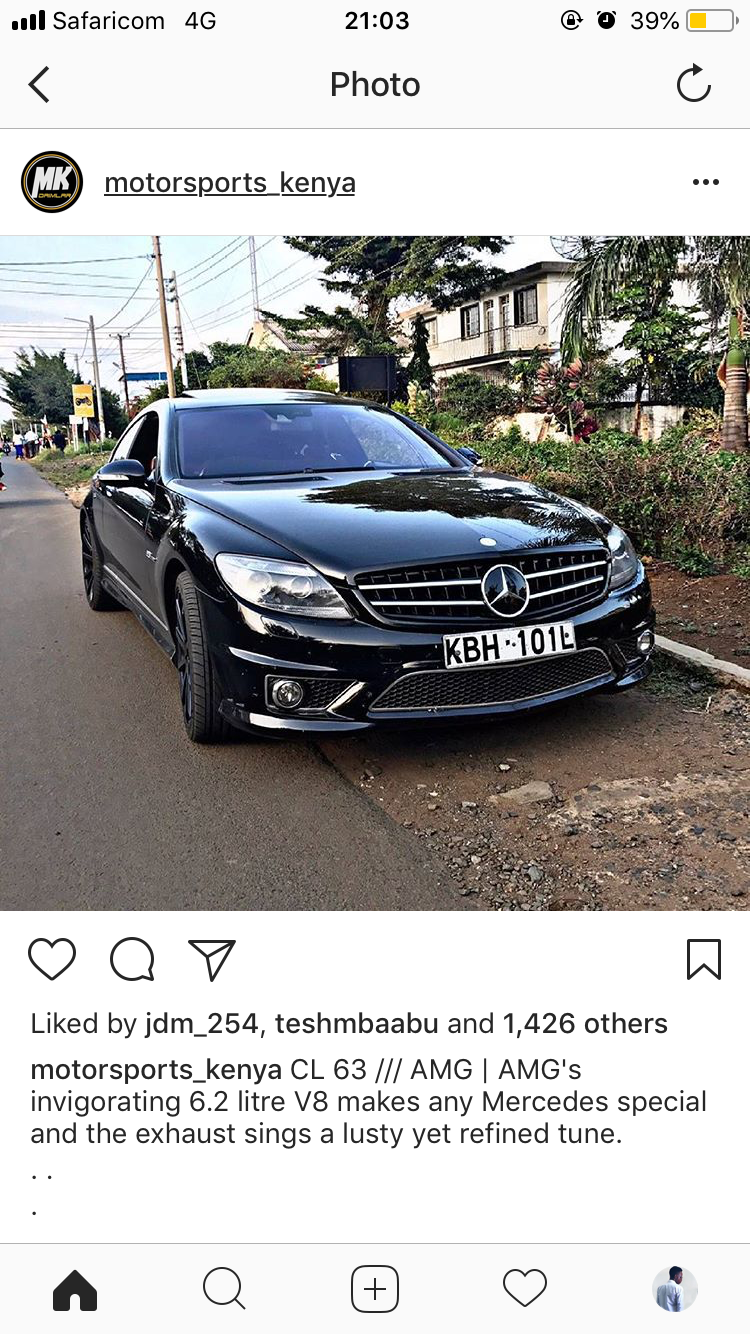 Safaricom 4G 21:03 39%
Photo
MK
motorsports_kenya
KBH 101L
Liked by jdm_254, teshmbaabu and 1,426 others
motorsports_kenya CL 63 /// AMG | AMG's
invigorating 6.2 litre V8 makes any Mercedes special
and the exhaust sings a lusty yet refined tune.
. .
.